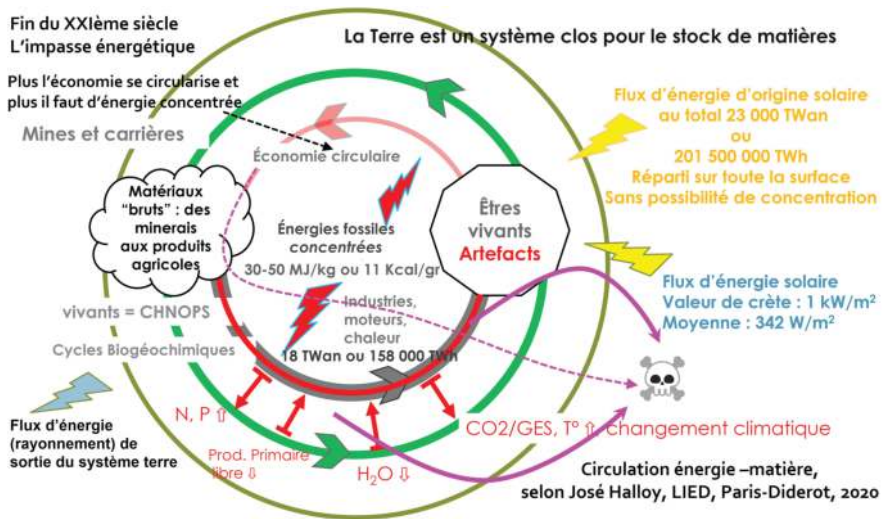 Fin du XXIème siècle
L'impasse énergétique
La Terre est un système clos pour le stock de matières
Plus l'économie se circularise et
plus il faut d'énergie concentrée
Mines et carrières
Économie circulaire
Flux d'énergie d'origine solaire
au total 23 000 TWan
ou
201 500 000 TWh
Réparti sur toute la surface
Sans possibilité de concentration
Matériaux
"bruts" : des
minerais
aux produits
agricoles
Énergies fossiles
concentrées
30-50 MJ/kg ou 11 Kcal/gr
Êtres
vivants
Artefacts
Flux d'énergie solaire
Valeur de crète : 1 kW/m²
Moyenne : 342 W/m²
vivants = CHNOPS
Cycles Biogéochimiques
Industries,
moteurs,
chaleur
18 TWan ou 158 000 TWh
Flux d'énergie
(rayonnement) de
sortie du système terre
N, P ⇧
Prod. Primaire
libre ⇩
H₂O ⇩
CO2/GES, T° ⇧, changement climatique
Circulation énergie –matière,
selon José Halloy, LIED, Paris-Diderot, 2020